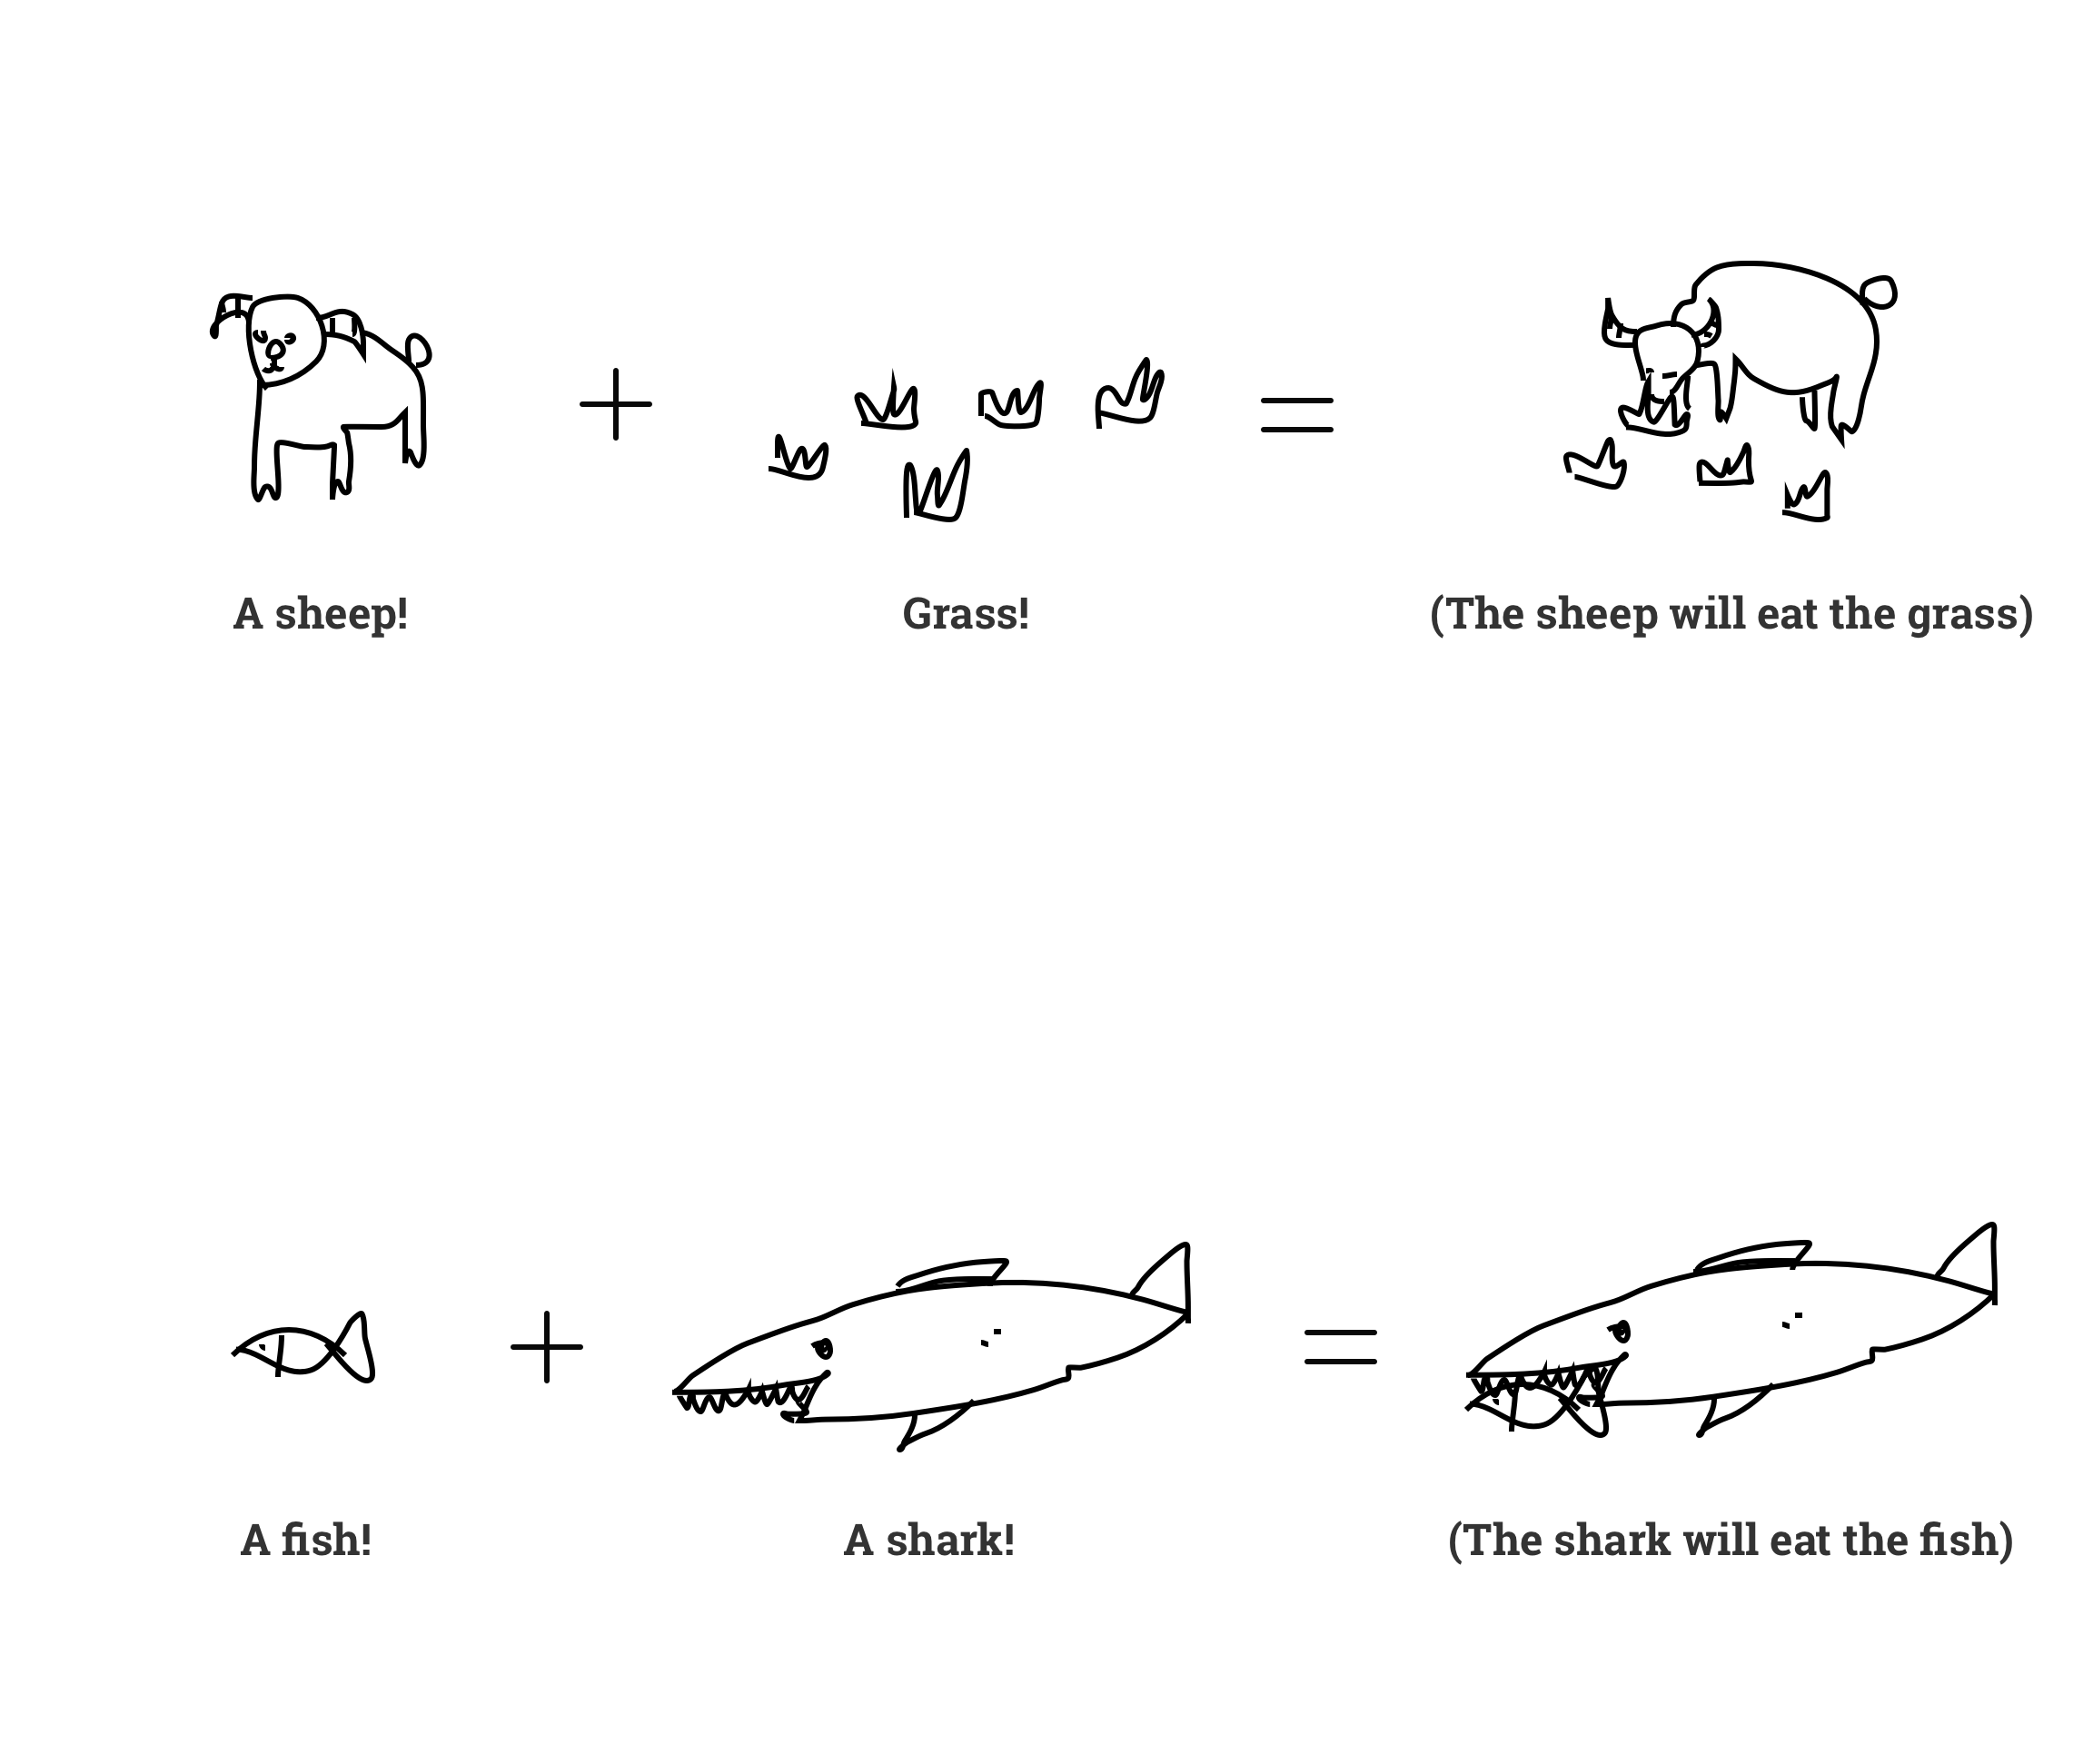 A sheep!
Grass!
(The sheep will eat the grass)
A fish!
A shark!
(The shark will eat the fish)